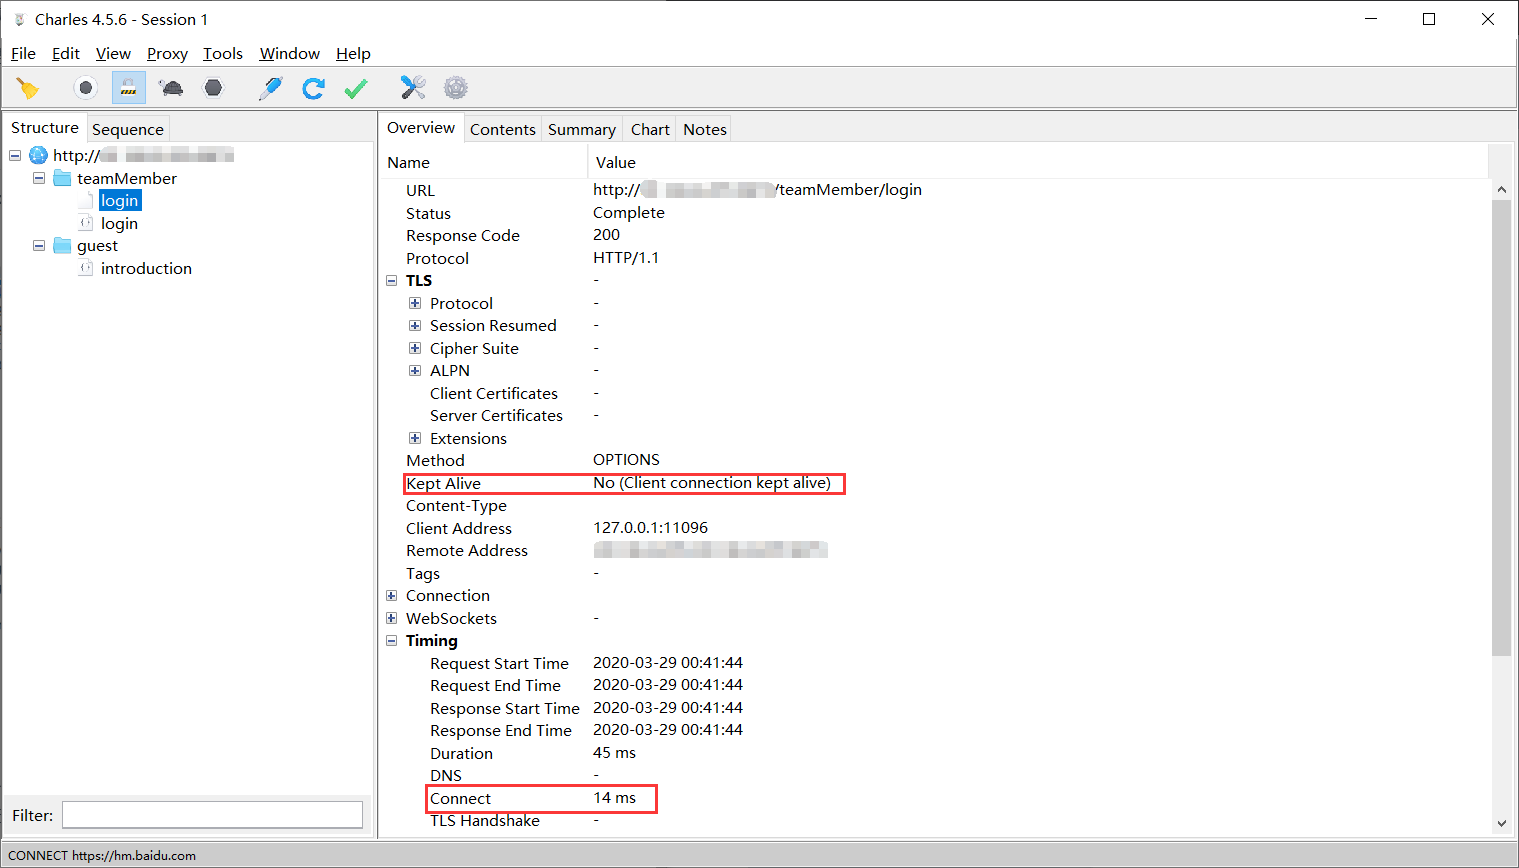 Charles 4.5.6 - Session 1
File Edit View Proxy Tools Window Help
Structure Sequence
http://
teamMember
login
login
guest
introduction
Filter:
Overview Contents Summary Chart Notes
Name Value
URL http:// /teamMember/login
Status Complete
Response Code 200
Protocol HTTP/1.1
TLS -
Protocol -
Session Resumed -
Cipher Suite -
ALPN -
Client Certificates -
Server Certificates -
Extensions
Method OPTIONS
Kept Alive No (Client connection kept alive)
Content-Type
Client Address 127.0.0.1:11096
Remote Address
Tags -
Connection
WebSockets -
Timing
Request Start Time 2020-03-29 00:41:44
Request End Time 2020-03-29 00:41:44
Response Start Time 2020-03-29 00:41:44
Response End Time 2020-03-29 00:41:44
Duration 45 ms
DNS -
Connect 14 ms
TLS Handshake -
CONNECT https://hm.baidu.com